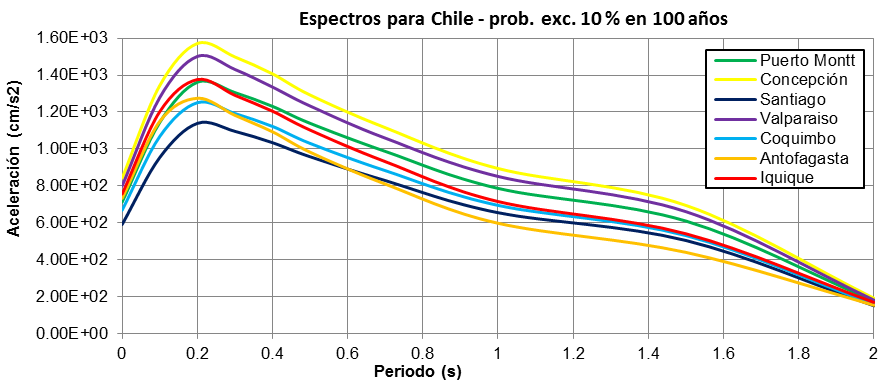 Espectros para Chile - prob. exc. 10 % en 100 años
Aceleración (cm/s2)
1.60E+03
1.40E+03
1.20E+03
1.00E+03
8.00E+02
6.00E+02
4.00E+02
2.00E+02
0.00E+00
Puerto Montt
Concepción
Santiago
Valparaiso
Coquimbo
Antofagasta
Iquique
0 0.2 0.4 0.6 0.8 1 1.2 1.4 1.6 1.8 2
Periodo (s)